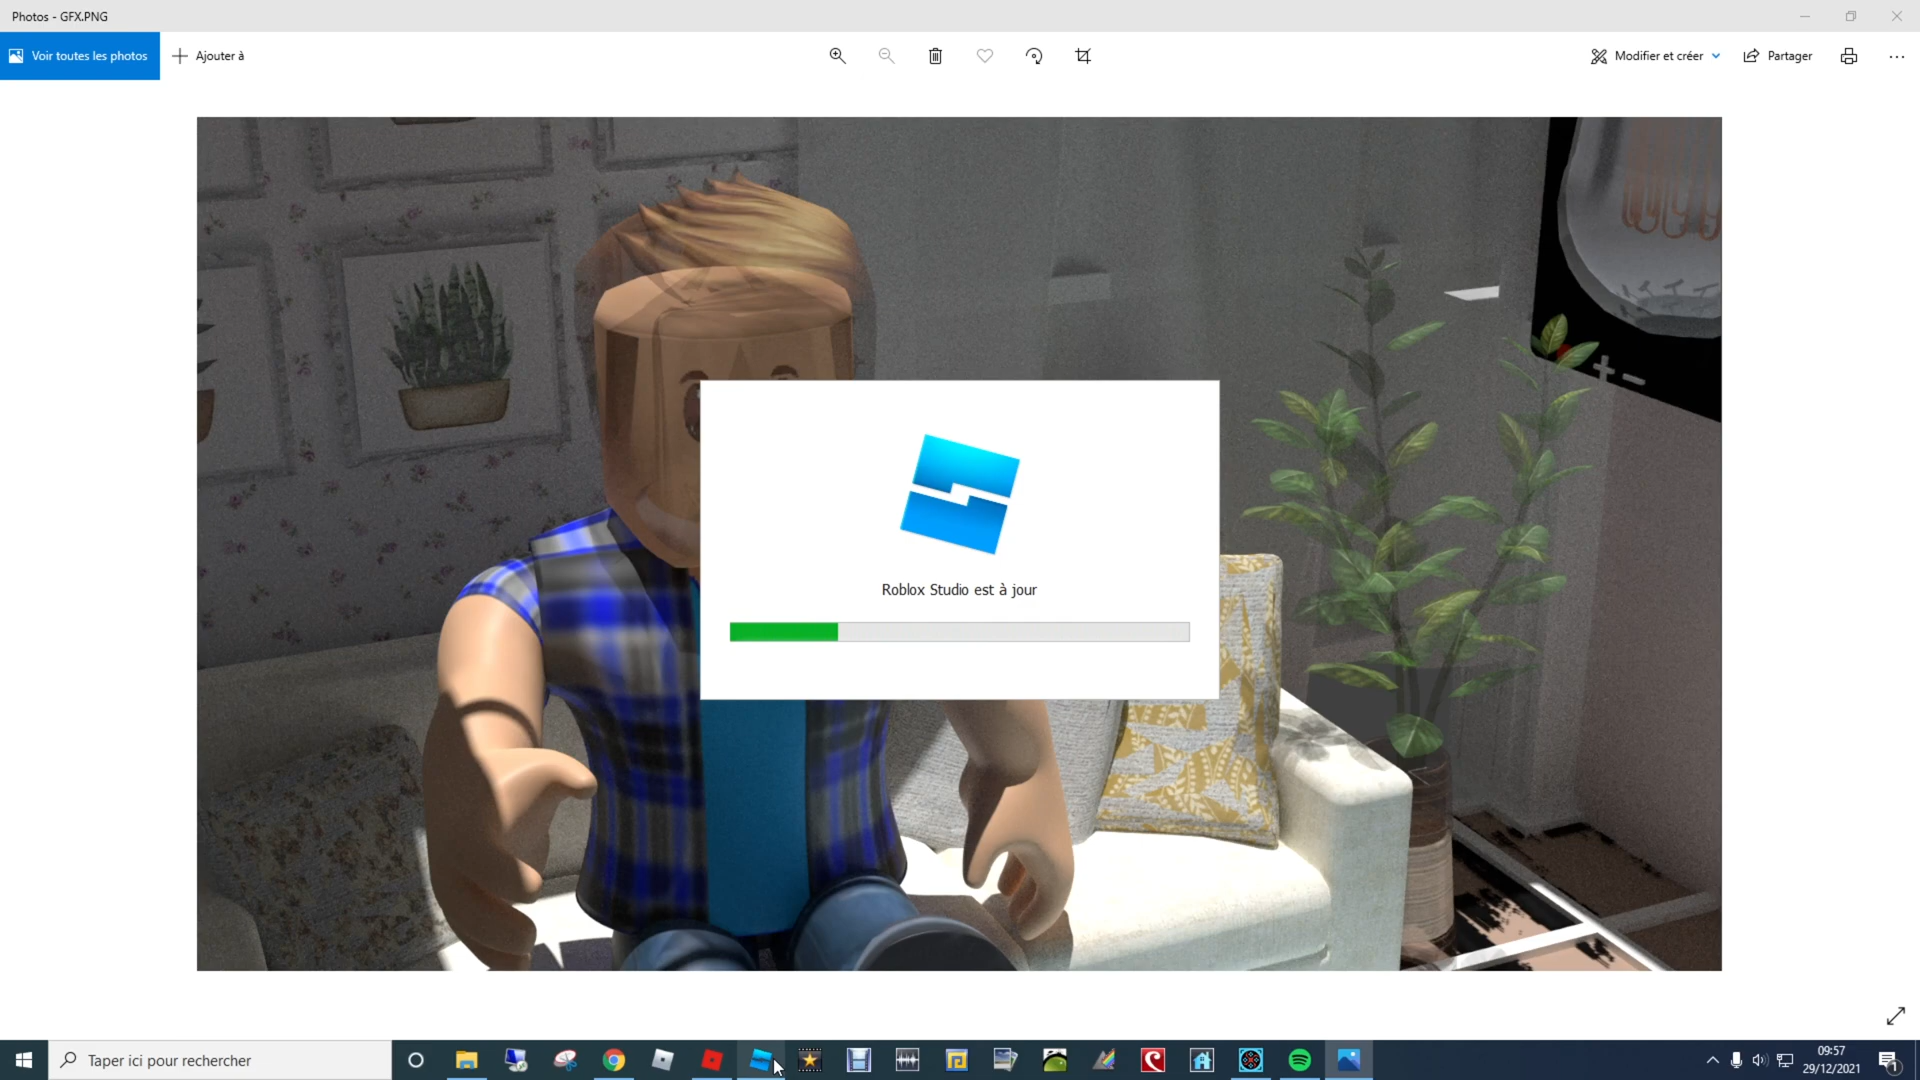 Photos - GFX.PNG
Voir toutes les photos
Ajouter à
Modifier et créer
Partager
Roblox Studio est à jour
Taper ici pour rechercher
09:57
29/12/2021
1